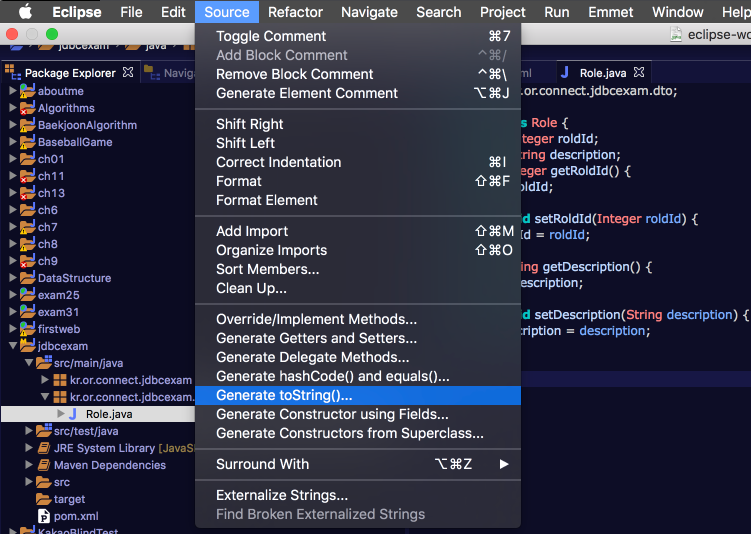 Eclipse File Edit Source Refactor Navigate Search Project Run Emmet Window Help
eclipse-wo
jdbcexam java
Package Explorer Naviga
aboutme
Algorithms
BaekjoonAlgorithm
BaseballGame
ch01
ch11
ch13
ch6
ch7
ch8
ch9
DataStructure
exam25
exam31
firstweb
jdbcexam
src/main/java
kr.or.connect.jdbcexam
kr.or.connect.jdbcexam.
Role.java
src/test/java
JRE System Library [JavaS
Maven Dependencies
src
target
pom.xml
KakaoBlindTest
Toggle Comment ⌘7
Add Block Comment ^⌘/
Remove Block Comment ^⌘\
Generate Element Comment ⌥⌘J
Shift Right
Shift Left
Correct Indentation ⌘I
Format ⇧⌘F
Format Element
Add Import ⇧⌘M
Organize Imports ⇧⌘O
Sort Members...
Clean Up...
Override/Implement Methods...
Generate Getters and Setters...
Generate Delegate Methods...
Generate hashCode() and equals()...
Generate toString()...
Generate Constructor using Fields...
Generate Constructors from Superclass...
Surround With ⌥⌘Z ▶
Externalize Strings...
Find Broken Externalized Strings
ml Role.java
.or.connect.jdbcexam.dto;
s Role {
teger roldId;
ring description;
eger getRoldId() {
ldId;
d setRoldId(Integer roldId) {
Id = roldId;
ing getDescription() {
escription;
d setDescription(String description) {
ription = description;